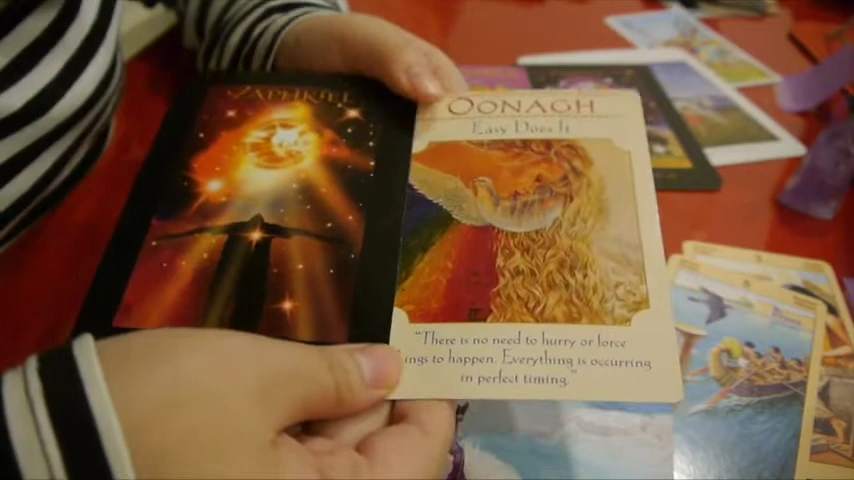 ZAPHKIEL
OONAGH
Easy Does It
"There is no need to hurry or force
ings to happen. Everything is occurring
in perfect timing."